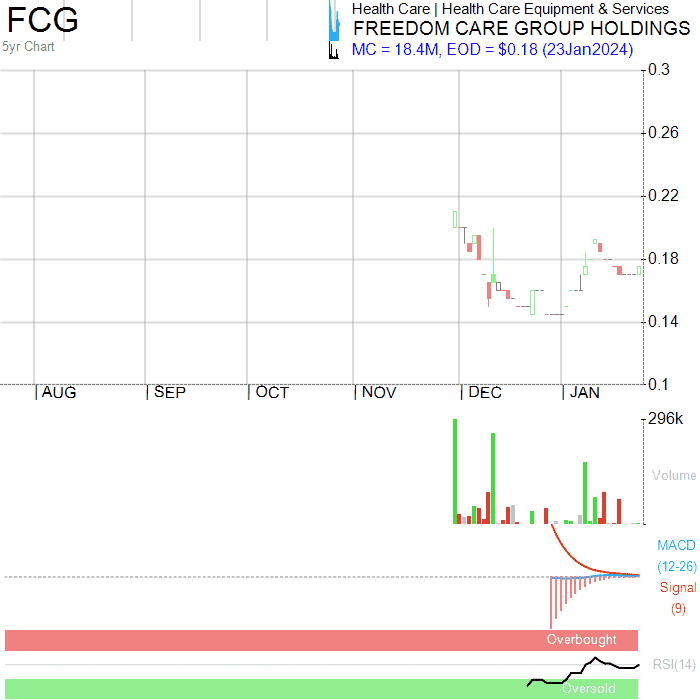 FCG
5yr Chart
Health Care | Health Care Equipment & Services
FREEDOM CARE GROUP HOLDINGS
MC = 18.4M, EOD = $0.18 (23Jan2024)
0.3
0.26
0.22
0.18
0.14
0.1
AUG SEP OCT NOV DEC JAN
296k
Volume
MACD
(12-26)
Signal
(9)
Overbought
RSI(14)
Oversold